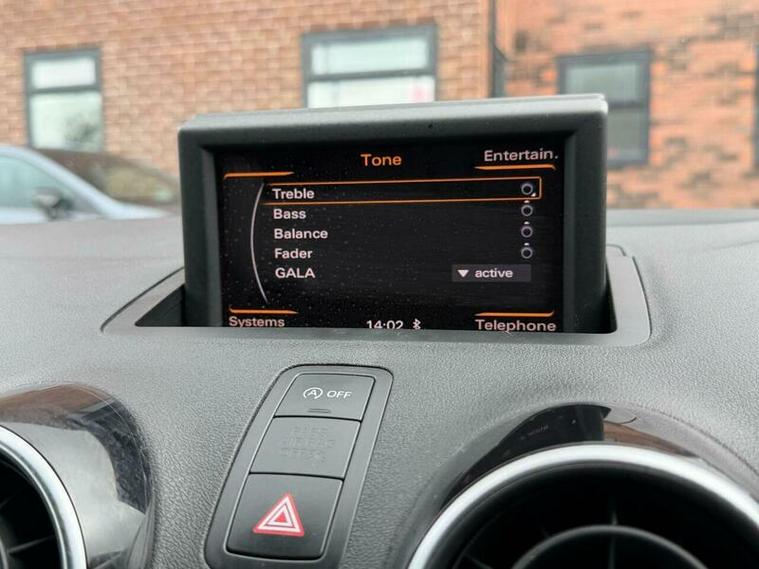 Tone
Entertain.
Treble
Bass
Balance
Fader
GALA
active
Systems
14:02
Telephone
OFF